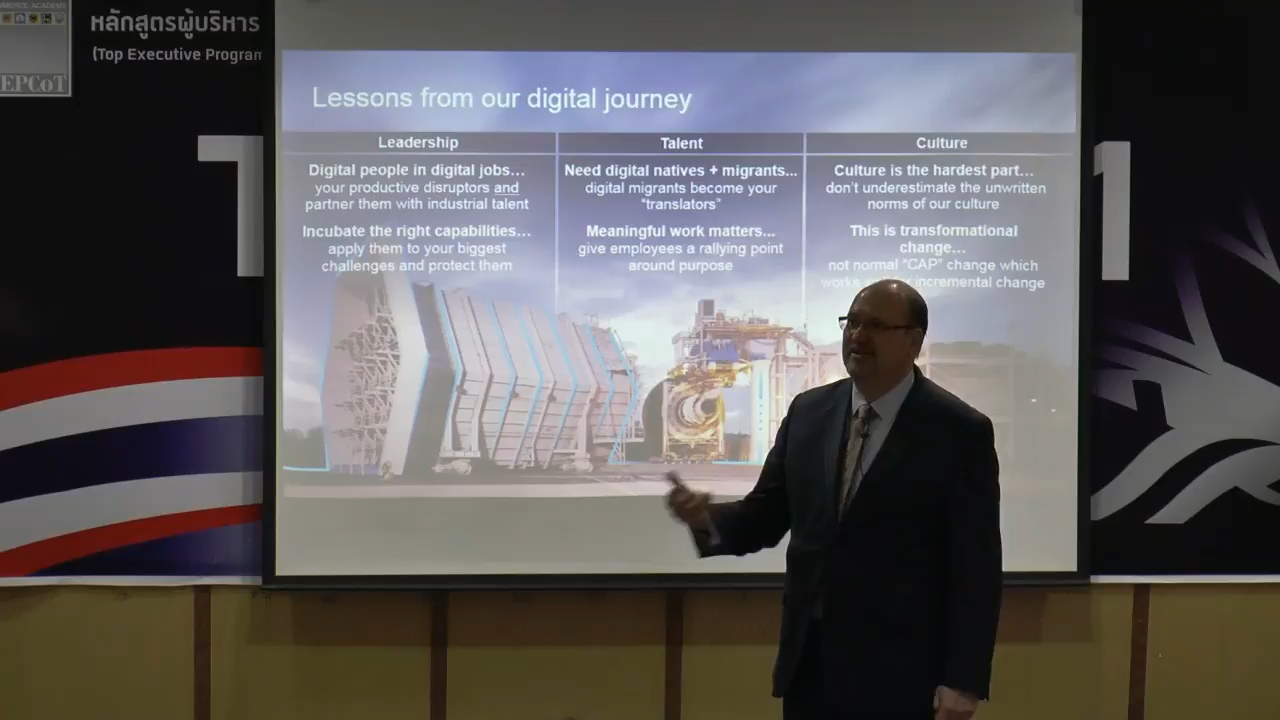 MMERCE ACADEMY
EPCoT
หลักสูตรผู้บริหาร
(Top Executive Program
T
1
Lessons from our digital journey
Leadership
Digital people in digital jobs…
your productive disruptors and
partner them with industrial talent
Incubate the right capabilities…
apply them to your biggest
challenges and protect them
Talent
Need digital natives + migrants...
digital migrants become your
“translators”
Meaningful work matters...
give employees a rallying point
around purpose
Culture
Culture is the hardest part…
don’t underestimate the unwritten
norms of our culture
This is transformational
change…
not normal “CAP” change which
incremental change